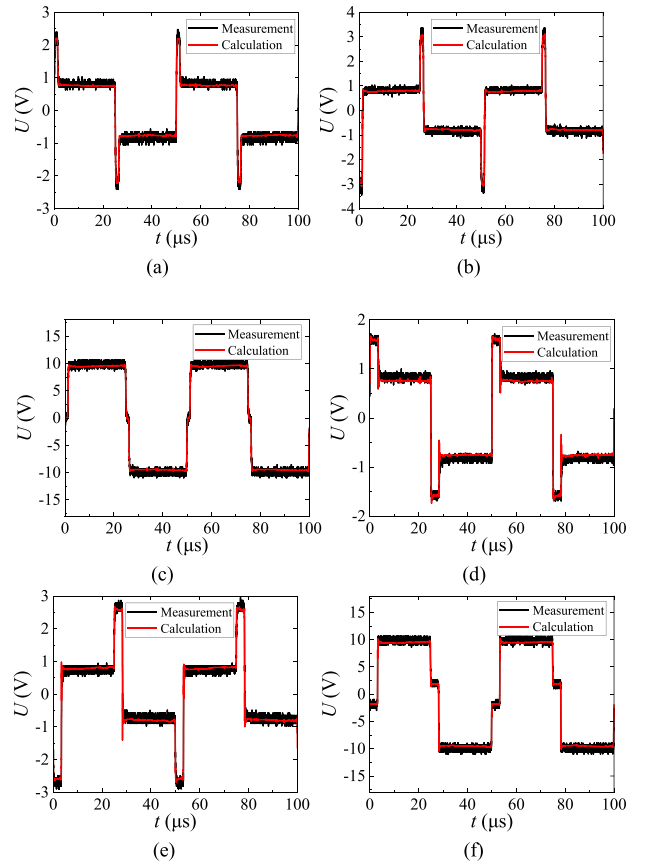 3
2
1
0
-1
-2
-3
U (V)
Measurement
Calculation
0 20 40 60 80 100
t (μs)
(a)
4
3
2
1
0
-1
-2
-3
-4
U (V)
Measurement
Calculation
0 20 40 60 80 100
t (μs)
(b)
15
10
5
0
-5
-10
-15
U (V)
Measurement
Calculation
0 20 40 60 80 100
t (μs)
(c)
2
1
0
-1
-2
U (V)
Measurement
Calculation
0 20 40 60 80 100
t (μs)
(d)
3
2
1
0
-1
-2
-3
U (V)
Measurement
Calculation
0 20 40 60 80 100
t (μs)
(e)
15
10
5
0
-5
-10
-15
U (V)
Measurement
Calculation
0 20 40 60 80 100
t (μs)
(f)